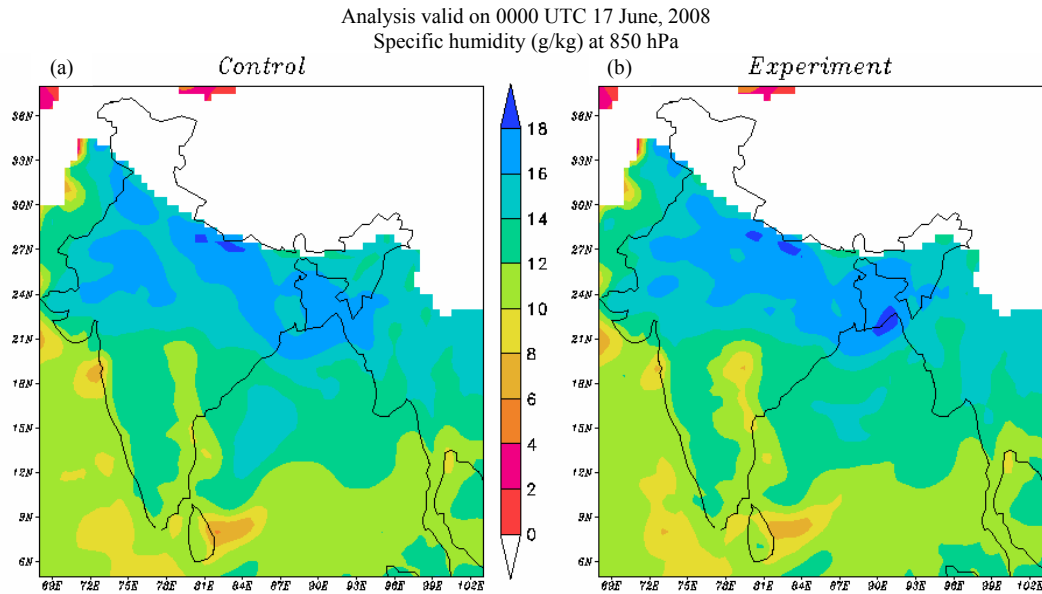 Analysis valid on 0000 UTC 17 June, 2008
Specific humidity (g/kg) at 850 hPa
(a) Control
(b) Experiment
36N
33N
30N
27N
24N
21N
18N
15N
12N
9N
6N
69E 72E 75E 78E 81E 84E 87E 90E 93E 96E 99E 102E
18
16
14
12
10
8
6
4
2
0
36N
33N
30N
27N
24N
21N
18N
15N
12N
9N
6N
69E 72E 75E 78E 81E 84E 87E 90E 93E 96E 99E 102E